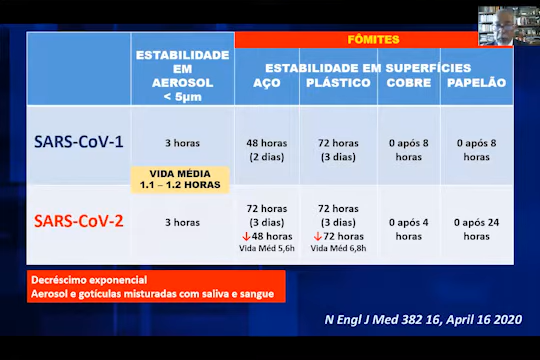 FÔMITES
ESTABILIDADE
EM
AEROSOL
< 5µm
ESTABILIDADE EM SUPERFÍCIES
AÇO
PLÁSTICO
COBRE
PAPELÃO
SARS-CoV-1
3 horas
48 horas
(2 dias)
72 horas
(3 dias)
0 após 8
horas
0 após 8
horas
VIDA MÉDIA
1.1 – 1.2 HORAS
SARS-CoV-2
3 horas
72 horas
(3 dias)
↓48 horas
Vida Méd 5,6h
72 horas
(3 dias)
↓72 horas
Vida Méd 6,8h
0 após 4
horas
0 após 24
horas
Decréscimo exponencial
Aerosol e gotículas misturadas com saliva e sangue
N Engl J Med 382 16, April 16 2020